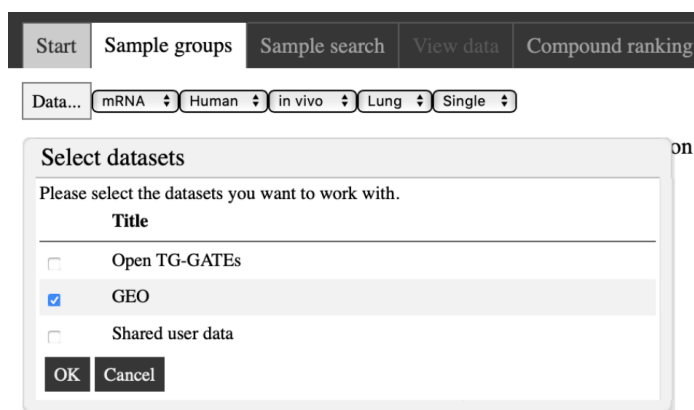 Start Sample groups Sample search View data Compound ranking
Data... mRNA Human in vivo Lung Single
on
Select datasets
Please select the datasets you want to work with.
Title
Open TG-GATEs
GEO
Shared user data
OK Cancel